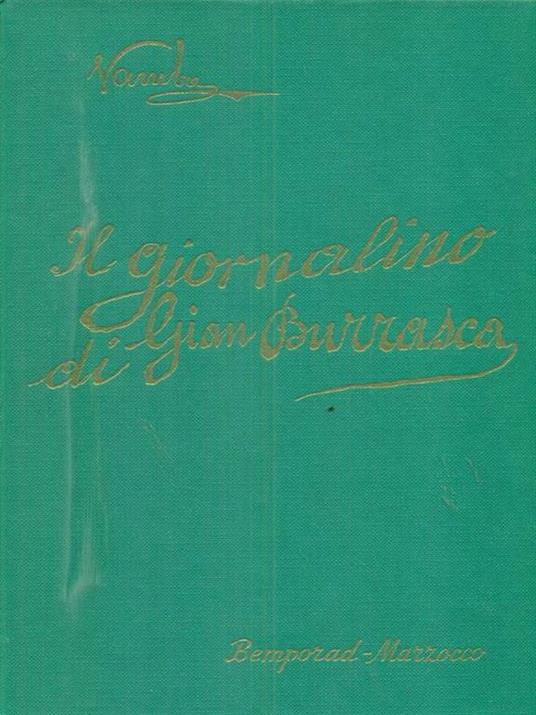 Vamba
Il giornalino
di Gian Burrasca
Bemporad-Marzocco